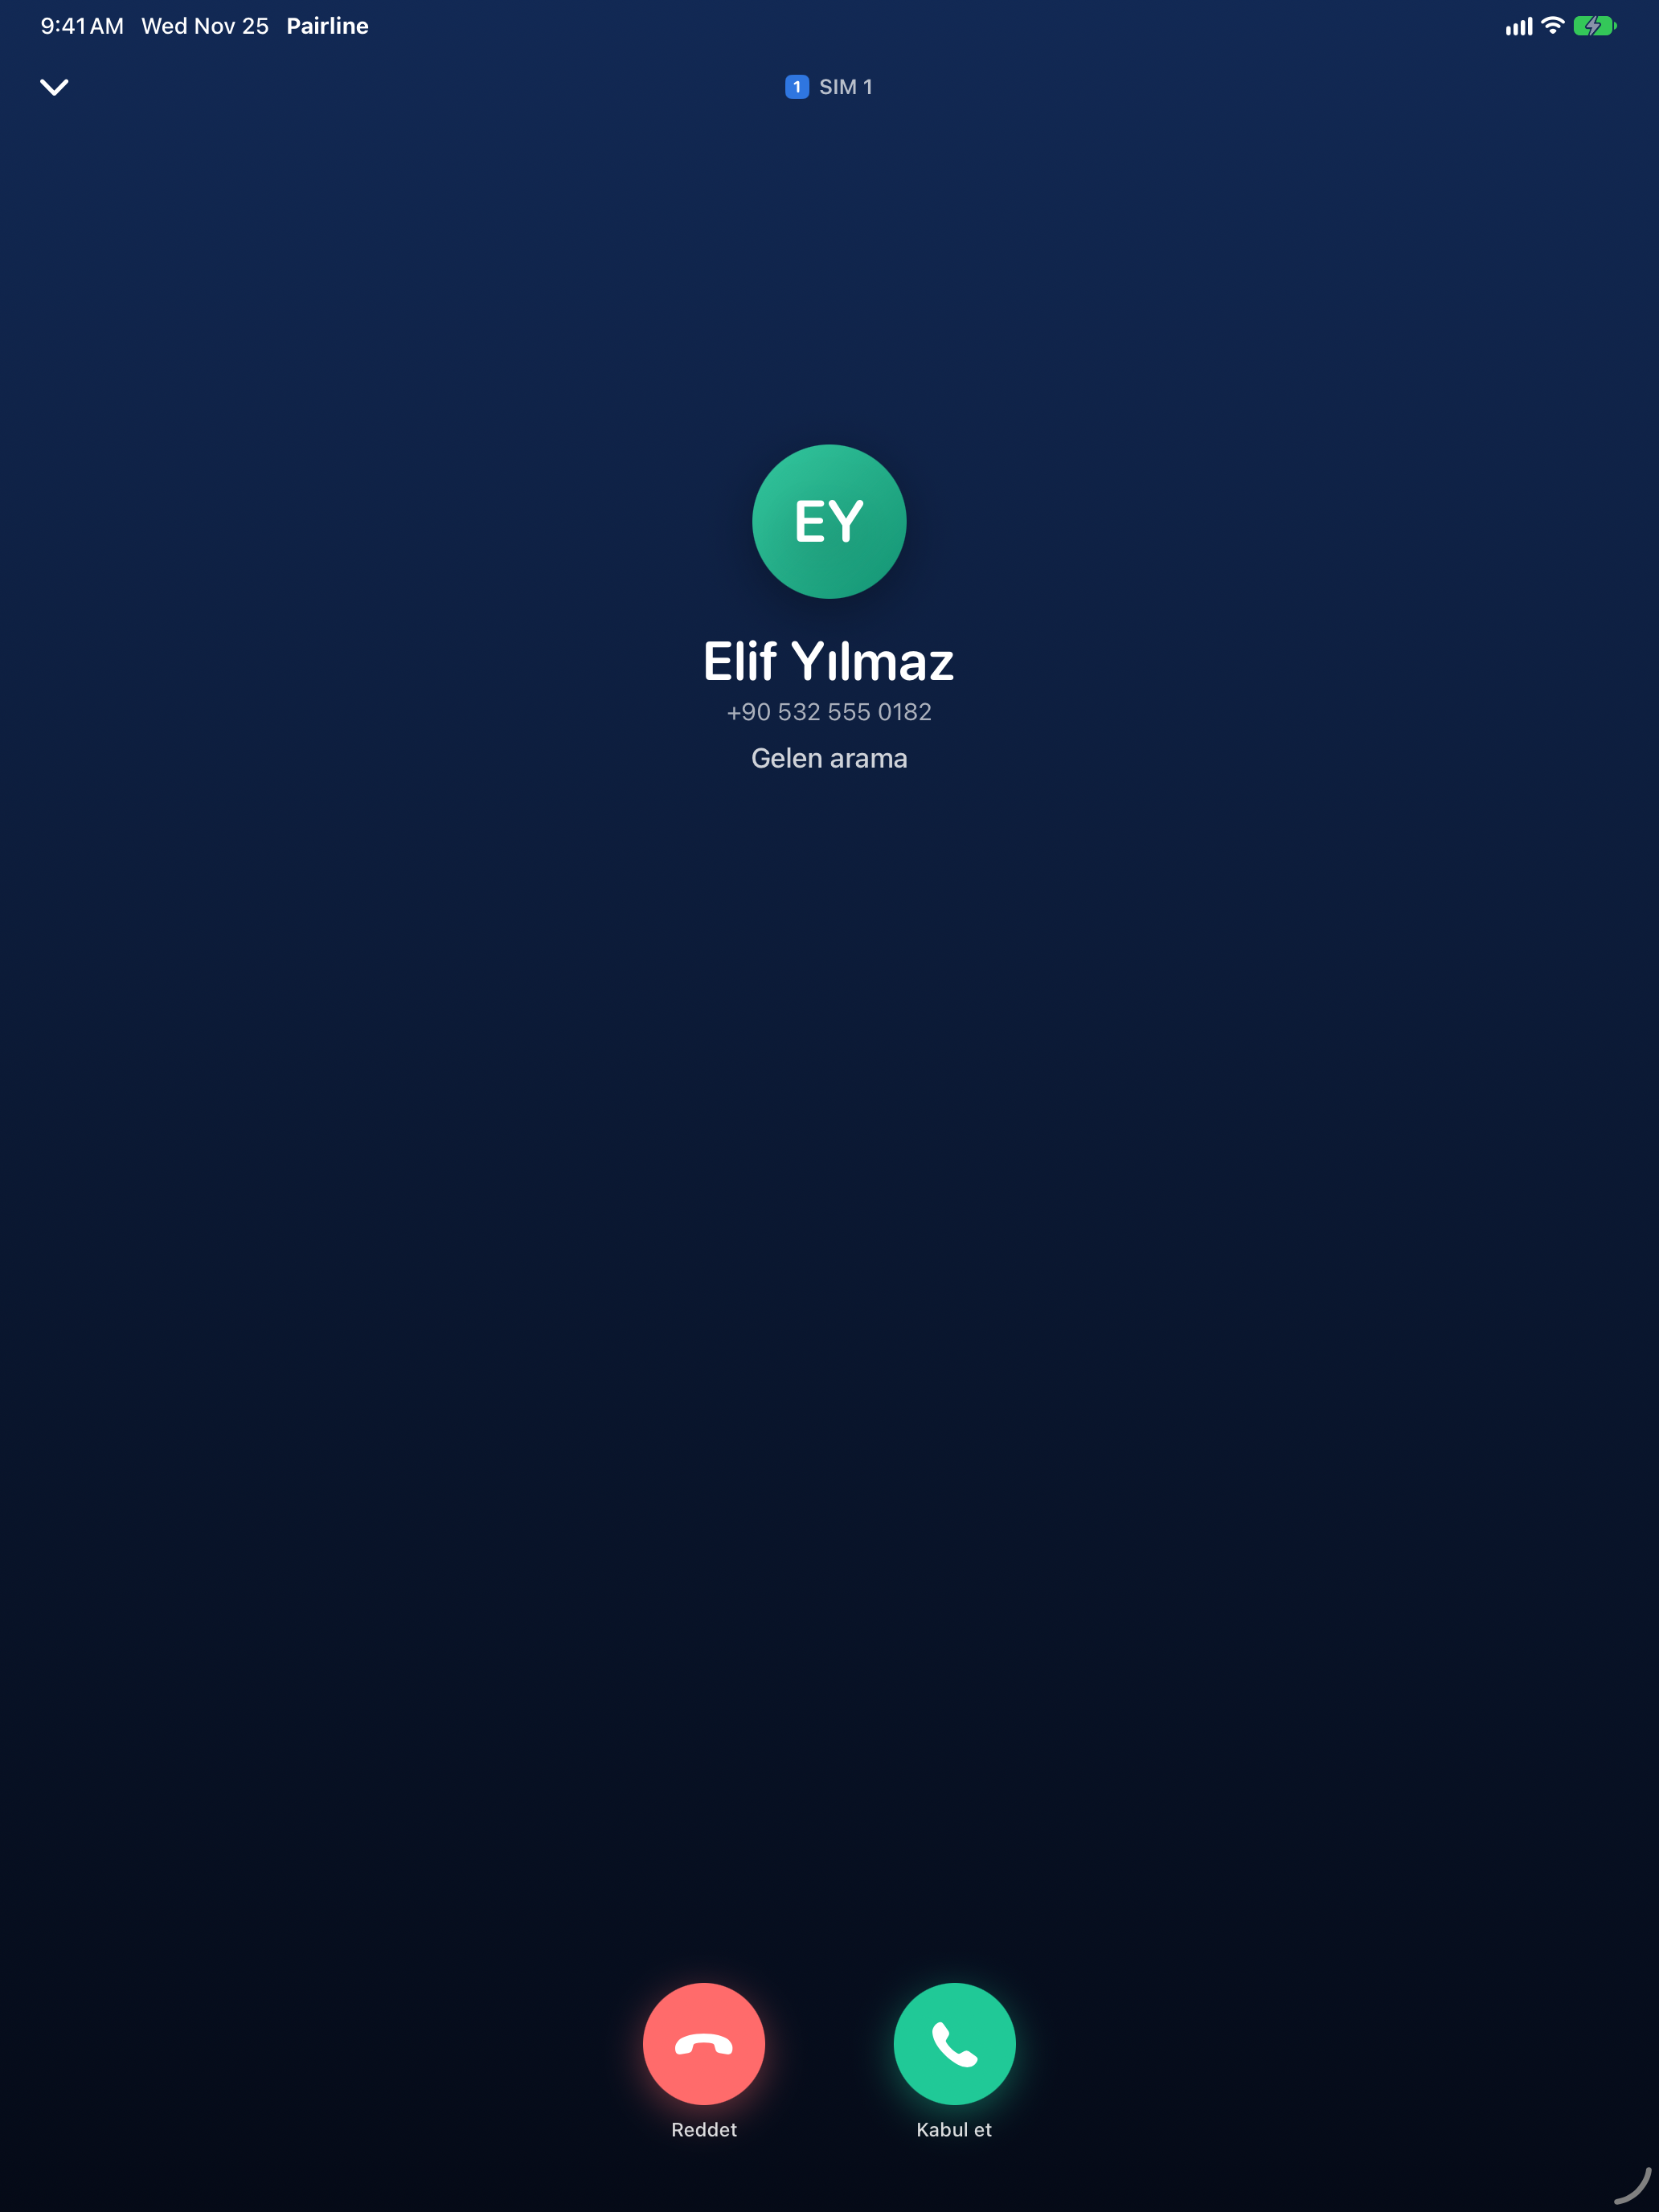 9:41 AM Wed Nov 25 Pairline
1 SIM 1
EY
Elif Yılmaz
+90 532 555 0182
Gelen arama
Reddet Kabul et